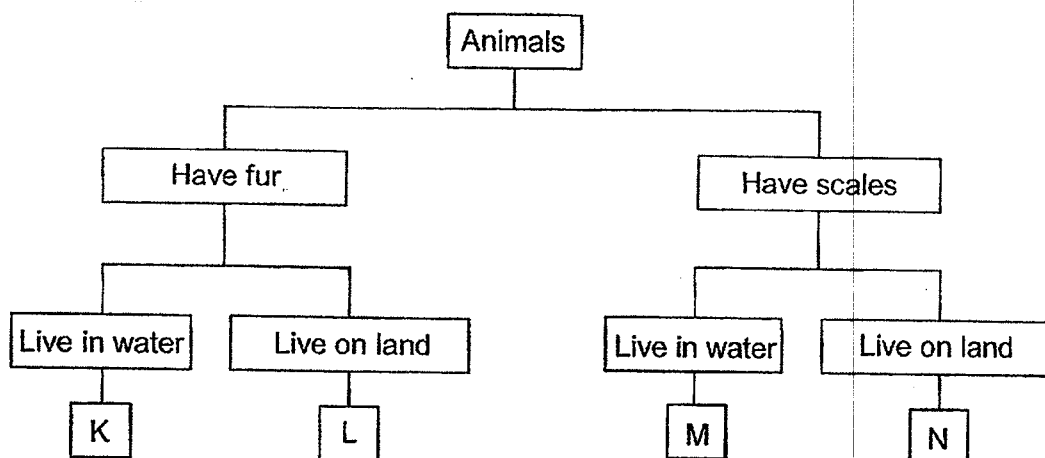 Animals
Have fur
Have scales
Live in water
Live on land
Live in water
Live on land
K
L
M
N